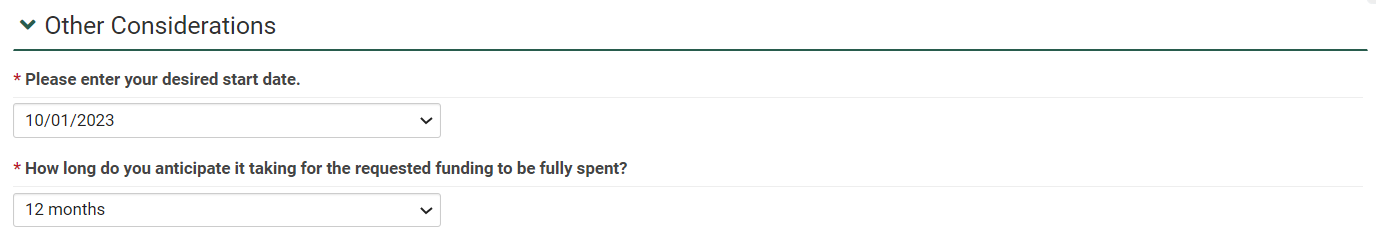 Other Considerations
* Please enter your desired start date.
10/01/2023
* How long do you anticipate it taking for the requested funding to be fully spent?
12 months